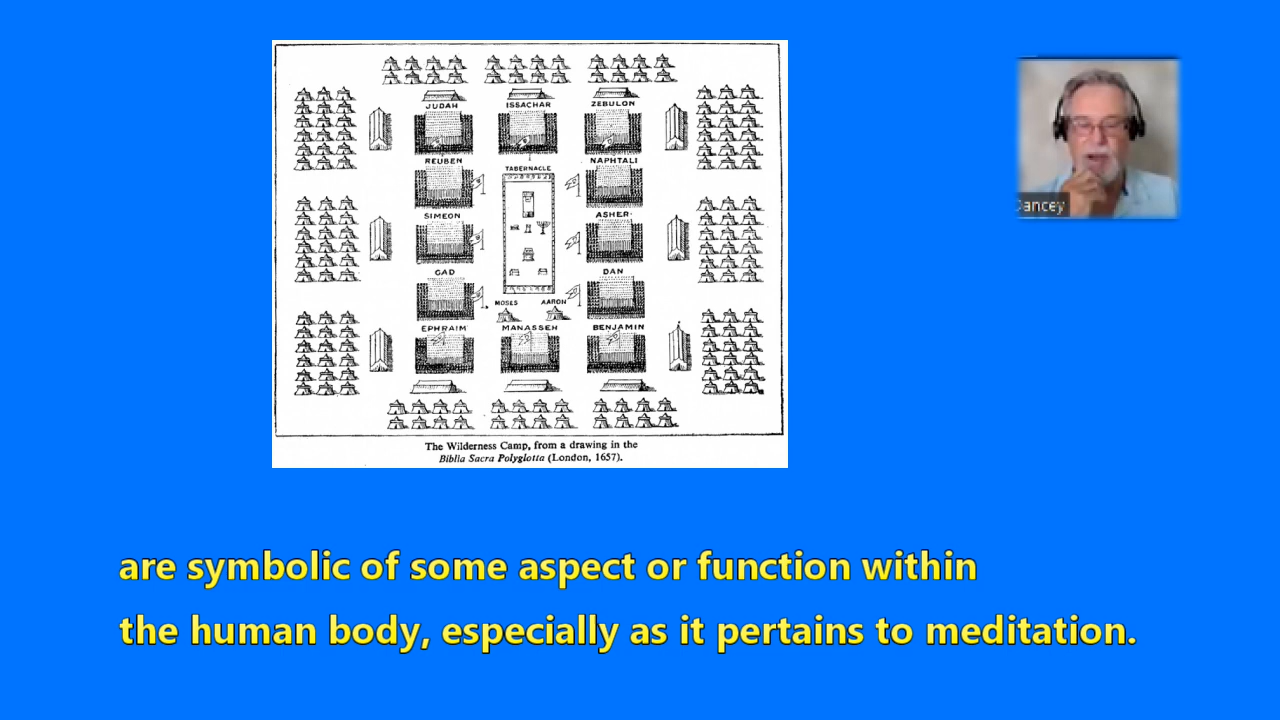 JUDAH ISSACHAR ZEBULON
REUBEN NAPHTALI
TABERNACLE
SIMEON ASHER
GAD DAN
MOSES AARON
EPHRAIM MANASSEH BENJAMIN
The Wilderness Camp, from a drawing in the
Biblia Sacra Polyglotta (London, 1657).
Dancey
are symbolic of some aspect or function within
the human body, especially as it pertains to meditation.